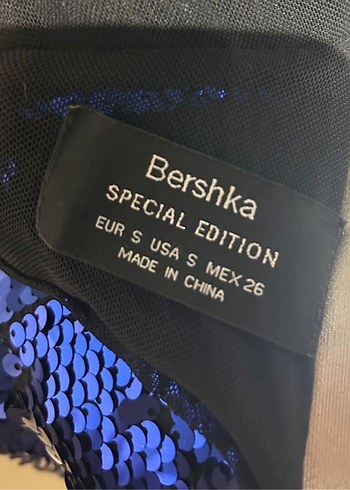 Bershka
SPECIAL EDITION
EUR S USA S MEX 26
MADE IN CHINA